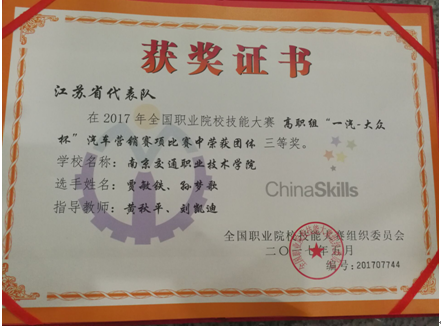 获奖证书
江苏省代表队
在 2017 年全国职业院校技能大赛 高职组“一汽-大众
杯”汽车营销赛项比赛中荣获团体 三等奖。
学校名称：南京交通职业技术学院
选手姓名：贾敏铁、孙梦歌
指导教师：黄秋平、刘凯迪
ChinaSkills
全国职业院校技能大赛组织委员会
二〇一七年五月
编号：201707744